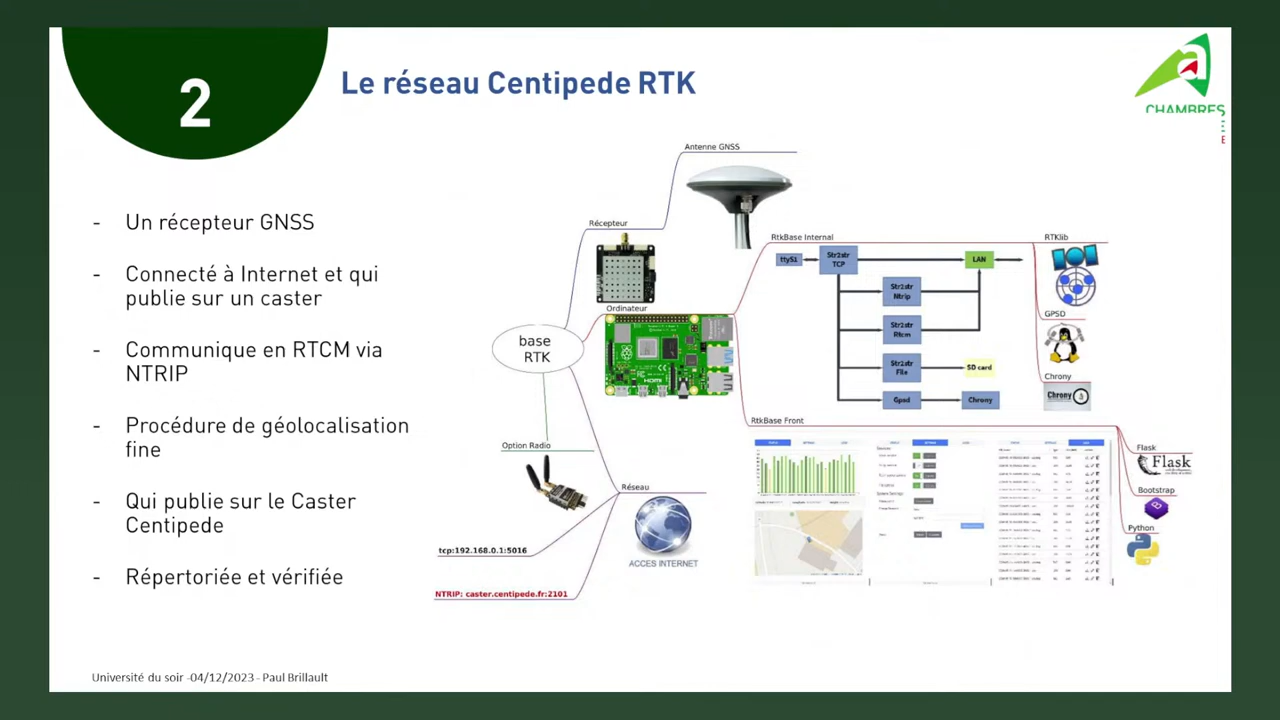 2
Le réseau Centipede RTK
CHAMBRES
E
- Un récepteur GNSS
- Connecté à Internet et qui
publie sur un caster
- Communique en RTCM via
NTRIP
- Procédure de géolocalisation
fine
- Qui publie sur le Caster
Centipede
- Répertoriée et vérifiée
Antenne GNSS
Récepteur
Ordinateur
HDMI
base
RTK
Option Radio
Réseau
tcp:192.168.0.1:5016
ACCES INTERNET
NTRIP: caster.centipede.fr:2101
RtkBase Internal
ttyS1
Str2str
TCP
LAN
Str2str
Ntrip
Str2str
Rtcm
Str2str
File
SD card
Gpsd
Chrony
RTKlib
GPSD
Chrony
Chrony
RtkBase Front
Flask
Flask
Bootstrap
Python
Université du soir -04/12/2023 - Paul Brillault